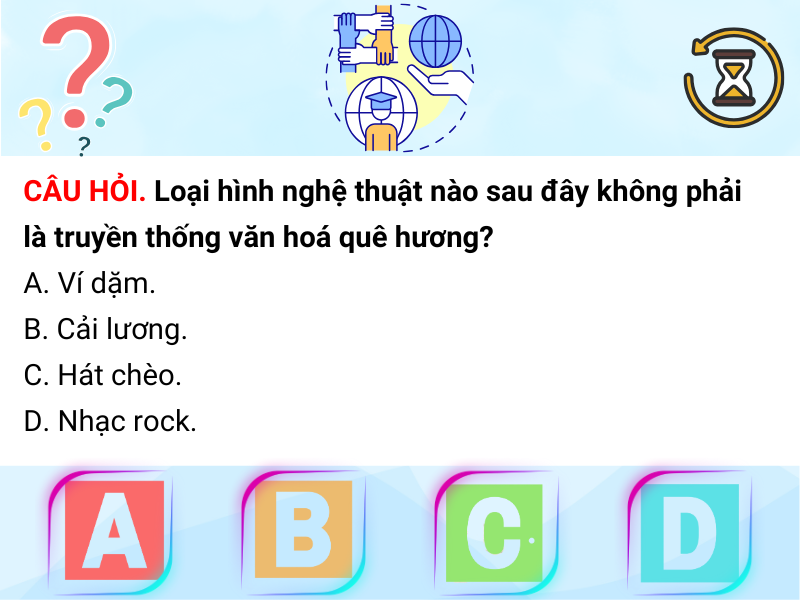 CÂU HỎI. Loại hình nghệ thuật nào sau đây không phải
là truyền thống văn hoá quê hương?
A. Ví dặm.
B. Cải lương.
C. Hát chèo.
D. Nhạc rock.
A B C D